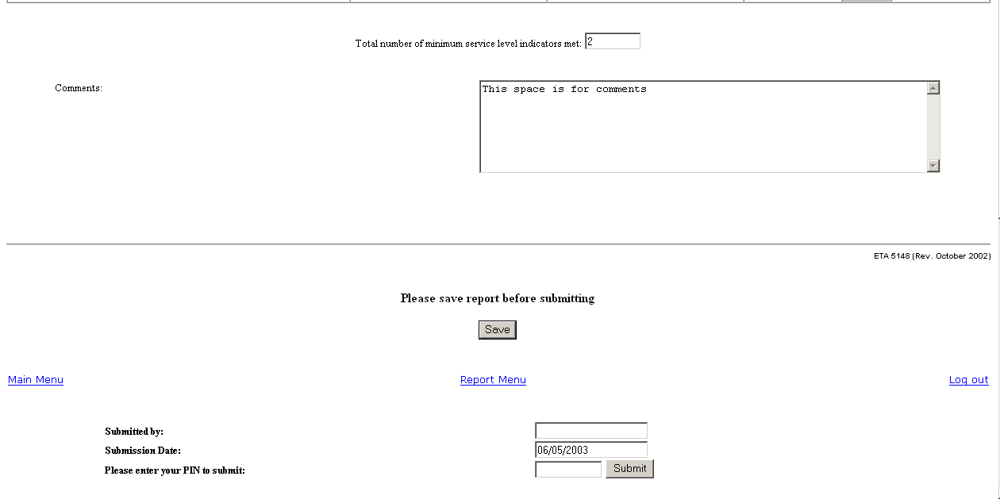 Total number of minimum service level indicators met: 2
Comments: This space is for comments
ETA 5148 (Rev. October 2002)
Please save report before submitting
Save
Main Menu Report Menu Log out
Submitted by:
Submission Date: 06/05/2003
Please enter your PIN to submit: Submit